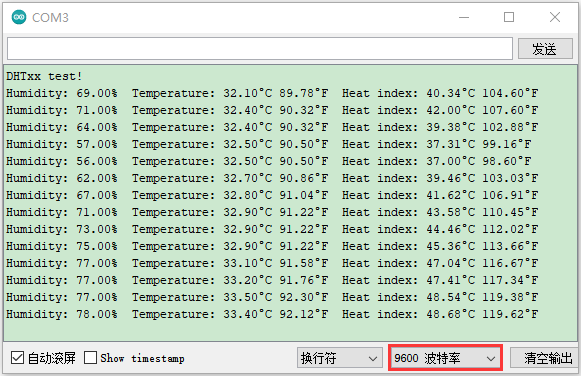 COM3
发送
DHTxx test!
Humidity: 69.00%  Temperature: 32.10°C 89.78°F  Heat index: 40.34°C 104.60°F
Humidity: 71.00%  Temperature: 32.40°C 90.32°F  Heat index: 42.00°C 107.60°F
Humidity: 64.00%  Temperature: 32.40°C 90.32°F  Heat index: 39.38°C 102.88°F
Humidity: 57.00%  Temperature: 32.50°C 90.50°F  Heat index: 37.31°C 99.16°F
Humidity: 56.00%  Temperature: 32.50°C 90.50°F  Heat index: 37.00°C 98.60°F
Humidity: 62.00%  Temperature: 32.70°C 90.86°F  Heat index: 39.46°C 103.03°F
Humidity: 67.00%  Temperature: 32.80°C 91.04°F  Heat index: 41.62°C 106.91°F
Humidity: 71.00%  Temperature: 32.90°C 91.22°F  Heat index: 43.58°C 110.45°F
Humidity: 73.00%  Temperature: 32.90°C 91.22°F  Heat index: 44.46°C 112.02°F
Humidity: 75.00%  Temperature: 32.90°C 91.22°F  Heat index: 45.36°C 113.66°F
Humidity: 77.00%  Temperature: 33.10°C 91.58°F  Heat index: 47.04°C 116.67°F
Humidity: 77.00%  Temperature: 33.20°C 91.76°F  Heat index: 47.41°C 117.34°F
Humidity: 77.00%  Temperature: 33.50°C 92.30°F  Heat index: 48.54°C 119.38°F
Humidity: 78.00%  Temperature: 33.40°C 92.12°F  Heat index: 48.68°C 119.62°F
自动滚屏 Show timestamp 换行符 9600 波特率 清空输出